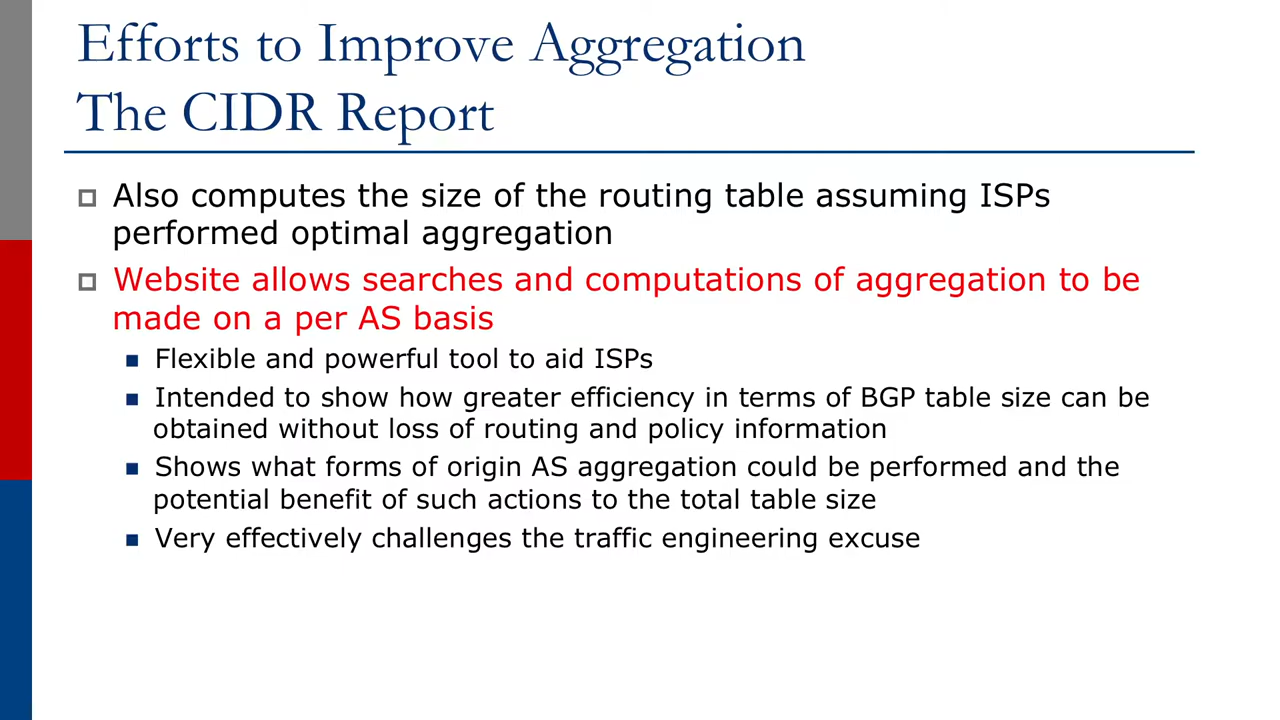 Efforts to Improve Aggregation
The CIDR Report
Also computes the size of the routing table assuming ISPs
performed optimal aggregation
Website allows searches and computations of aggregation to be
made on a per AS basis
Flexible and powerful tool to aid ISPs
Intended to show how greater efficiency in terms of BGP table size can be
obtained without loss of routing and policy information
Shows what forms of origin AS aggregation could be performed and the
potential benefit of such actions to the total table size
Very effectively challenges the traffic engineering excuse